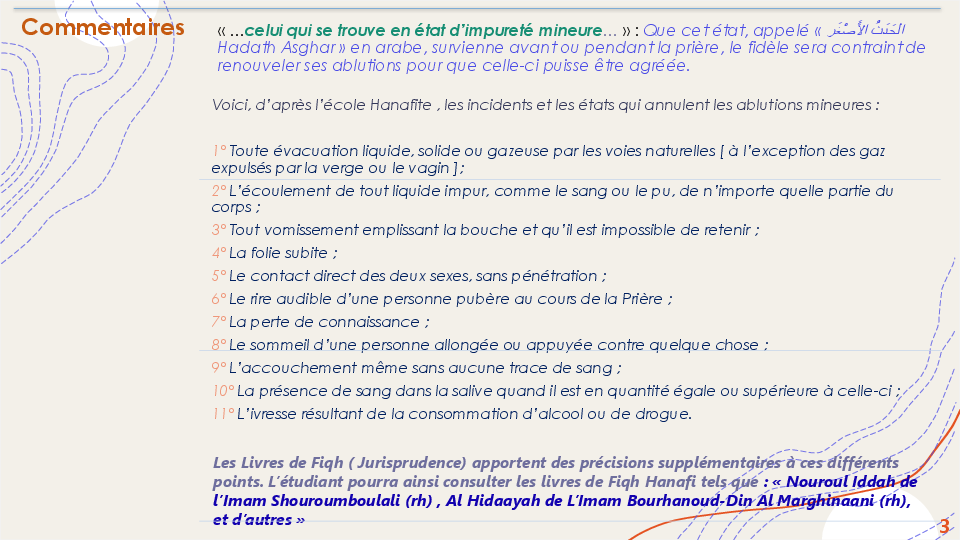 Commentaires
« …celui qui se trouve en état d’impureté mineure… » : Que cet état, appelé « الحَدَثُ الأَصْغَر
Hadath Asghar » en arabe, survienne avant ou pendant la prière, le fidèle sera contraint de
renouveler ses ablutions pour que celle-ci puisse être agréée.
Voici, d’après l’école Hanafite , les incidents et les états qui annulent les ablutions mineures :
1° Toute évacuation liquide, solide ou gazeuse par les voies naturelles [ à l’exception des gaz
expulsés par la verge ou le vagin ] ;
2° L’écoulement de tout liquide impur, comme le sang ou le pu, de n’importe quelle partie du
corps ;
3° Tout vomissement emplissant la bouche et qu’il est impossible de retenir ;
4° La folie subite ;
5° Le contact direct des deux sexes, sans pénétration ;
6° Le rire audible d’une personne pubère au cours de la Prière ;
7° La perte de connaissance ;
8° Le sommeil d’une personne allongée ou appuyée contre quelque chose ;
9° L’accouchement même sans aucune trace de sang ;
10° La présence de sang dans la salive quand il est en quantité égale ou supérieure à celle-ci ;
11° L’ivresse résultant de la consommation d’alcool ou de drogue.
Les Livres de Fiqh ( Jurisprudence) apportent des précisions supplémentaires à ces différents
points. L’étudiant pourra ainsi consulter les livres de Fiqh Hanafi tels que : « Nouroul Iddah de
l’Imam Shouroumboulali (rh) , Al Hidaayah de L’Imam Bourhanoud-Din Al Marghinaani (rh),
et d’autres »
3